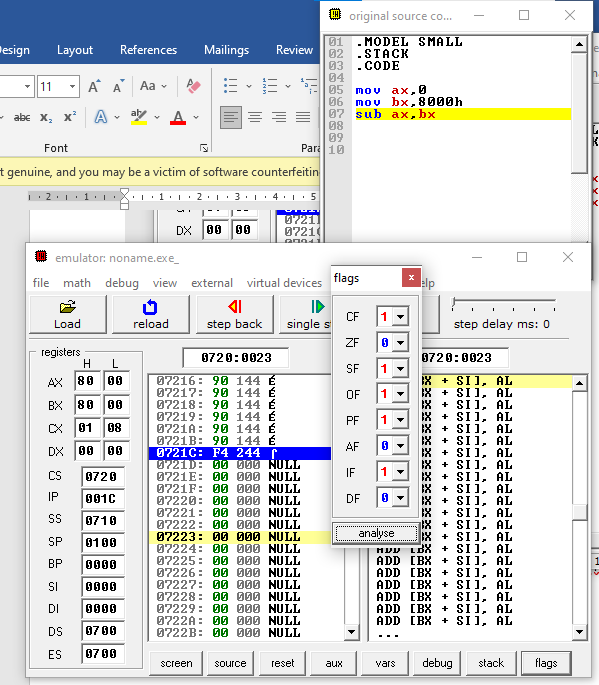 original source co...
Design Layout References Mailings Review
11 A A Aa
abc x2 x2 A ab A
Font Para
t genuine, and you may be a victim of software counterfeiting
2 1 1 2 3 4 5
DX 00 00
0721
01 .MODEL SMALL
02 .STACK
03 .CODE
04
05 mov ax,0
06 mov bx,8000h
07 sub ax,bx
08
09
10
emulator: noname.exe_
file math debug view external virtual devices elp
Load reload step back single st step delay ms: 0
flags
CF 1
ZF 0
SF 1
OF 1
PF 1
AF 0
IF 1
DF 0
analyse
registers
H L
AX 80 00
BX 80 00
CX 01 08
DX 00 00
CS 0720
IP 001C
SS 0710
SP 0100
BP 0000
SI 0000
DI 0000
DS 0700
ES 0700
0720:0023
07216: 90 144 É
07217: 90 144 É
07218: 90 144 É
07219: 90 144 É
0721A: 90 144 É
0721B: 90 144 É
0721C: F4 244 ⌠
0721D: 00 000 NULL
0721E: 00 000 NULL
0721F: 00 000 NULL
07220: 00 000 NULL
07221: 00 000 NULL
07222: 00 000 NULL
07223: 00 000 NULL
07224: 00 000 NULL
07225: 00 000 NULL
07226: 00 000 NULL
07227: 00 000 NULL
07228: 00 000 NULL
07229: 00 000 NULL
0722A: 00 000 NULL
0722B: 00 000 NULL
0720:0023
BX + SI], AL
[BX + SI], AL
[BX + SI], AL
[BX + SI], AL
[BX + SI], AL
[BX + SI], AL
[BX + SI], AL
[BX + SI], AL
[BX + SI], AL
[BX + SI], AL
[BX + SI], AL
[BX + SI], AL
[BX + SI], AL
ADD [BX + SI], AL
ADD [BX + SI], AL
ADD [BX + SI], AL
ADD [BX + SI], AL
ADD [BX + SI], AL
ADD [BX + SI], AL
ADD [BX + SI], AL
ADD [BX + SI], AL
...
screen source reset aux vars debug stack flags